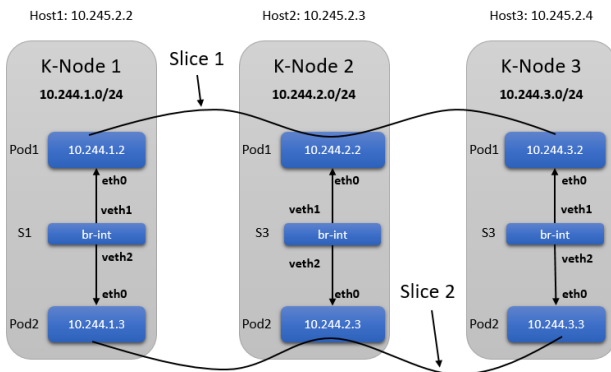 Host1: 10.245.2.2
Host2: 10.245.2.3
Host3: 10.245.2.4
K-Node 1
10.244.1.0/24
Slice 1
K-Node 2
10.244.2.0/24
K-Node 3
10.244.3.0/24
Pod1
10.244.1.2
Pod1
10.244.2.2
Pod1
10.244.3.2
eth0
veth1
eth0
veth1
eth0
veth1
S1
br-int
S3
br-int
S3
br-int
veth2
eth0
veth2
eth0
veth2
eth0
Slice 2
Pod2
10.244.1.3
Pod2
10.244.2.3
Pod2
10.244.3.3